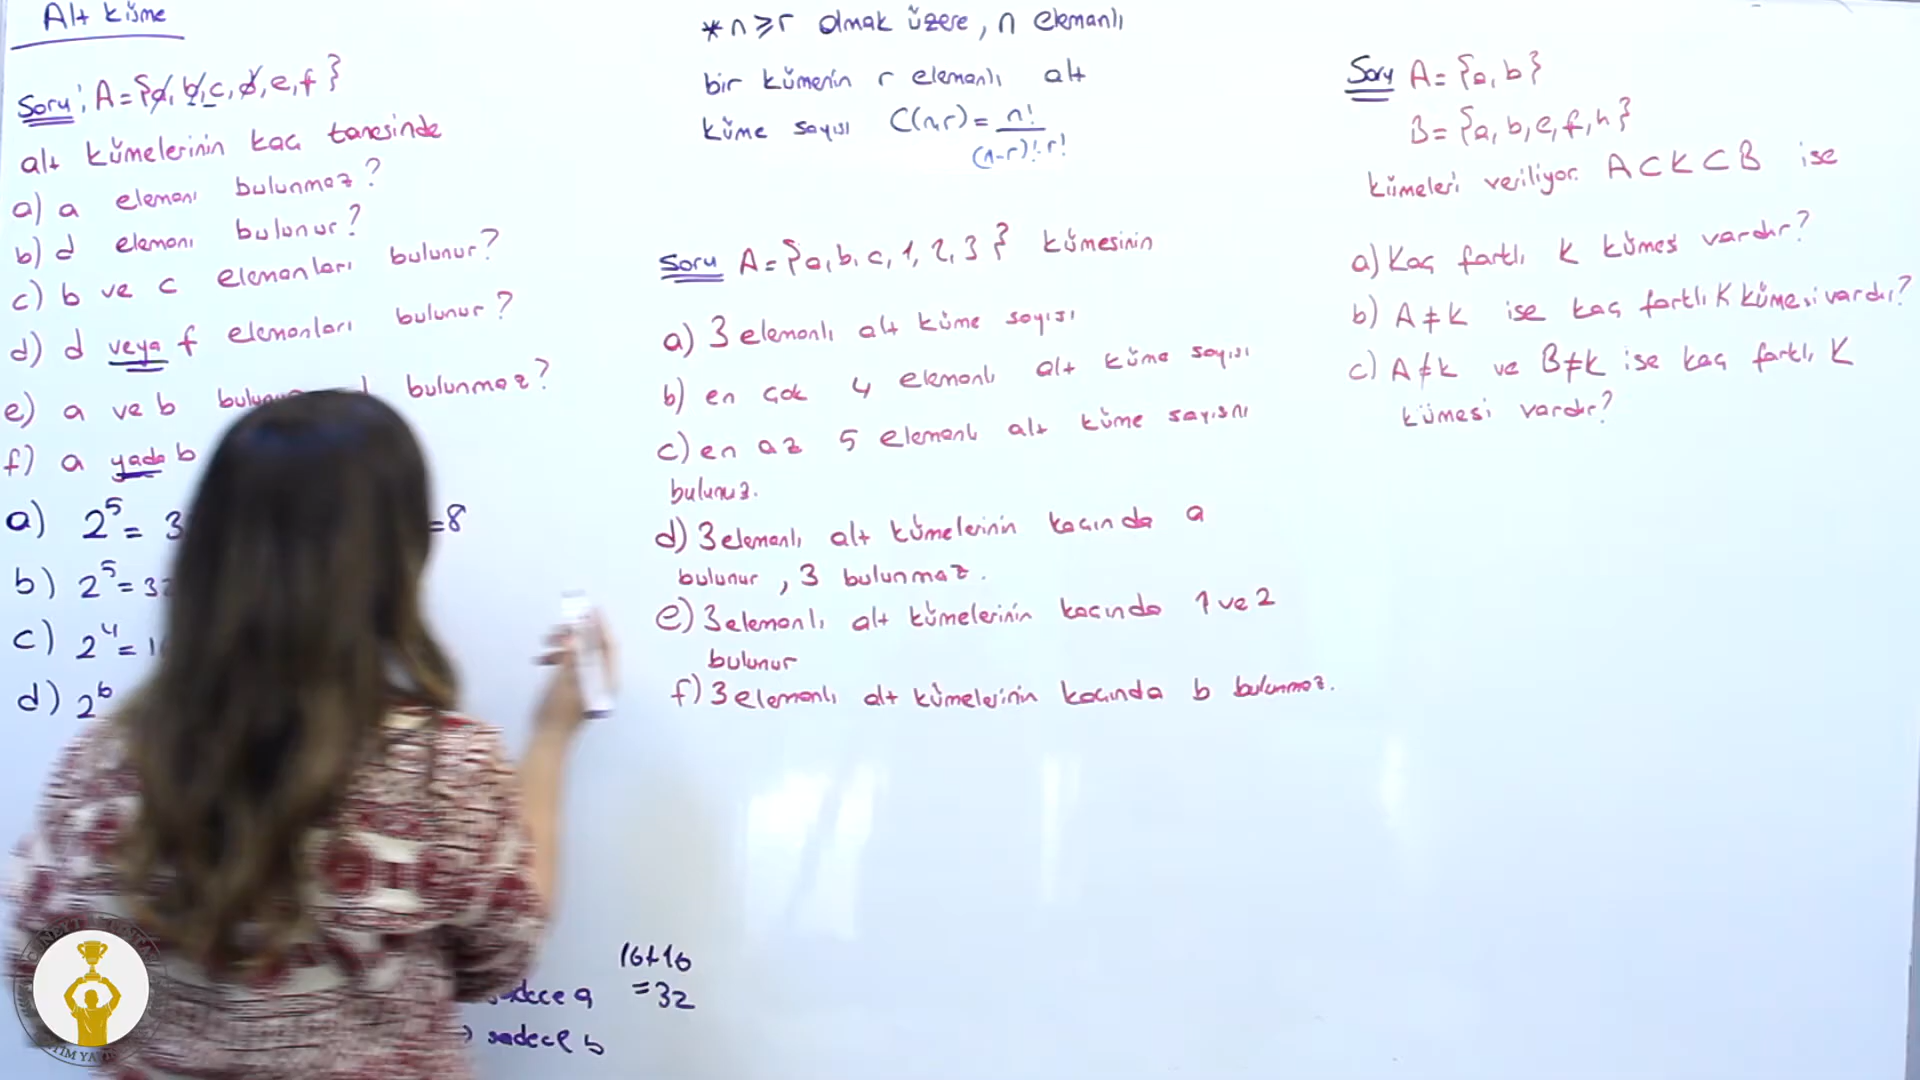 Alt Küme
Soru: A={a, b, c, d, e, f}
alt kümelerinin kaç tanesinde
a) a elemanı bulunmaz?
b) d elemanı bulunur?
c) b ve c elemanları bulunur?
d) d veya f elemanları bulunur?
e) a ve b bulunmaz?
f) a yada b
a) 2⁵= =8
b) 2⁵=32
c) 2⁴=
d) 2⁶
16+16
=32
sadece a
→ sadece b
*n≥r olmak üzere, n elemanlı
bir kümenin r elemanlı alt
küme sayısı C(n,r)= n!/(n-r)!.r!
Soru A={a, b, c, 1, 2, 3} kümesinin
a) 3 elemanlı alt küme sayısı
b) en çok 4 elemanlı alt küme sayısı
c) en az 5 elemanlı alt küme sayısını
bulunuz.
d) 3 elemanlı alt kümelerinin kaçında a
bulunur, 3 bulunmaz.
e) 3 elemanlı alt kümelerinin kaçında 1 ve 2
bulunur
f) 3 elemanlı alt kümelerinin kaçında b bulunmaz.
Soru A={a, b}
B={a, b, e, f, h}
kümeleri veriliyor. A⊂K⊂B ise
a) Kaç farklı K kümesi vardır?
b) A≠K ise kaç farklı K kümesi vardır?
c) A≠K ve B≠K ise kaç farklı K
kümesi vardır?